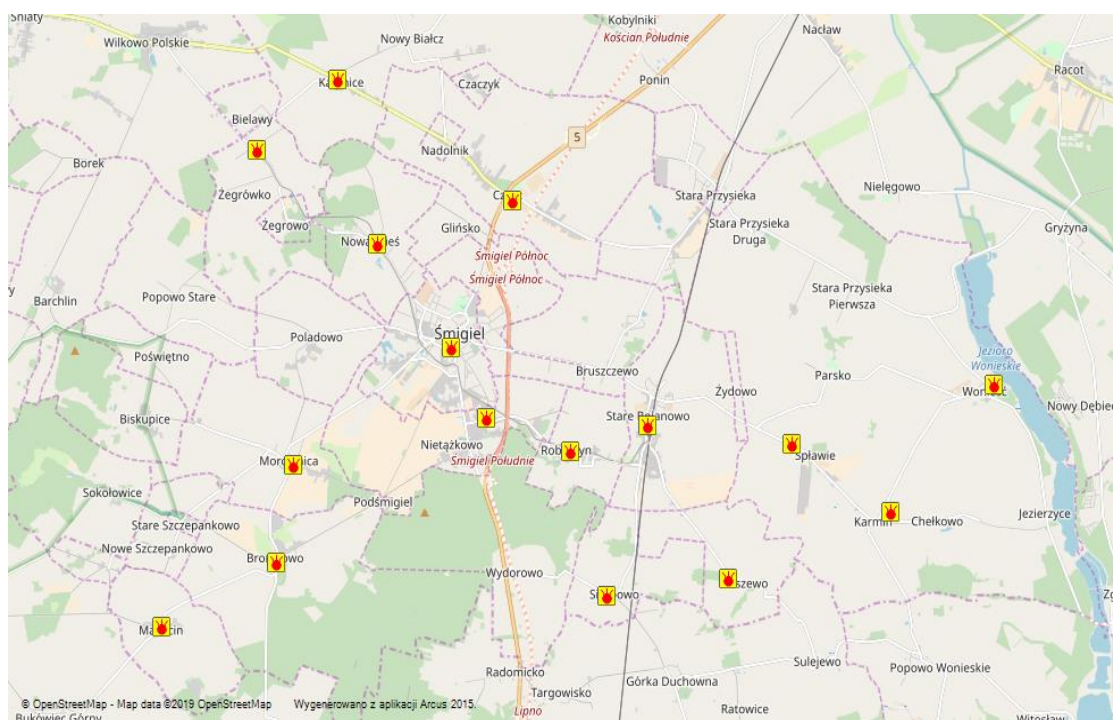 Śniaty
Kobylniki
Wilkowo Polskie
Nowy Białcz
Kościan Południe
Nacław
Racot
Ponin
Czaczyk
Bielawy
5
Nadolnik
Borek
Żegrówko
Stara Przysieka
Nielęgowo
Żegrowo
Glińsko
Stara Przysieka
Druga
Gryżyna
Śmigiel Północ
Śmigiel Północ
Barchlin
Popowo Stare
Stara Przysieka
Pierwsza
Poladowo
Śmigiel
Jezioro
Wonieskie
Poświętno
Bruszczewo
Parsko
Żydowo
Biskupice
Nietążkowo
Spławie
Śmigiel Południe
Sokołowice
Podśmigiel
Karmin
Chełkowo
Jezierzyce
Stare Szczepankowo
Nowe Szczepankowo
Wydorowo
Radomicko
Sulejewo
Popowo Wonieskie
Górka Duchowna
Targowisko
© OpenStreetMap - Map data ©2019 OpenStreetMap
Wygenerowano z aplikacji Arcus 2015.
Ratowice
Lipno
Bukówiec Górny
Witosław